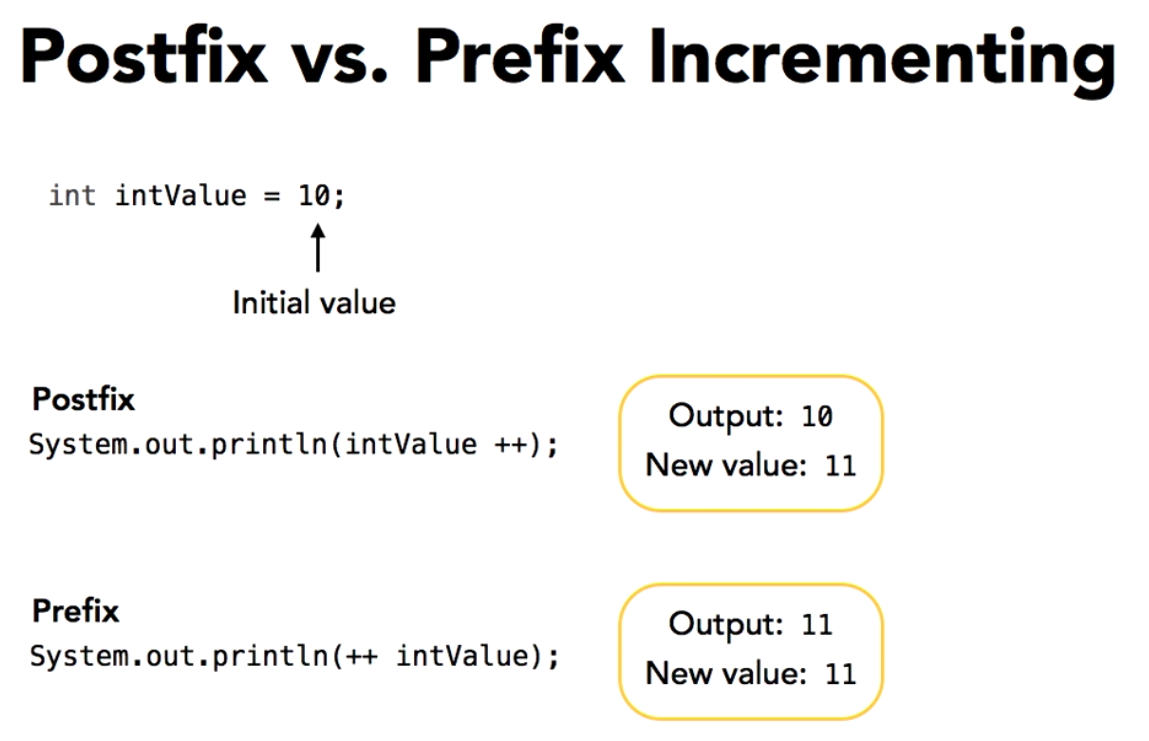 Postfix vs. Prefix Incrementing
int intValue = 10;
Initial value
Postfix
System.out.println(intValue ++);
Output: 10
New value: 11
Prefix
System.out.println(++ intValue);
Output: 11
New value: 11